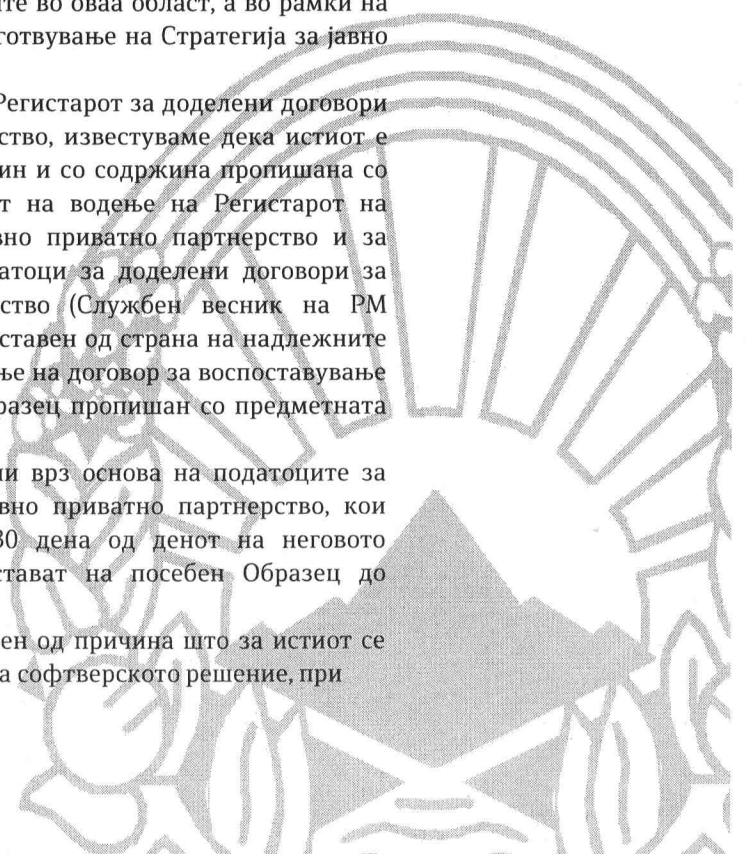 те во оваа област, а во рамки на
готвување на Стратегија за јавно
Регистарот за доделени договори
ство, известуваме дека истиот е
ин и со содржина пропишана со
т на водење на Регистарот на
вно приватно партнерство и за
атоци за доделени договори за
ство (Службен весник на РМ
ставен од страна на надлежните
ње на договор за воспоставување
разец пропишан со предметната
ии врз основа на податоците за
вно приватно партнерство, кои
30 дена од денот на неговото
стават на посебен Образец до
ен од причина што за истиот се
а софтверското решение, при